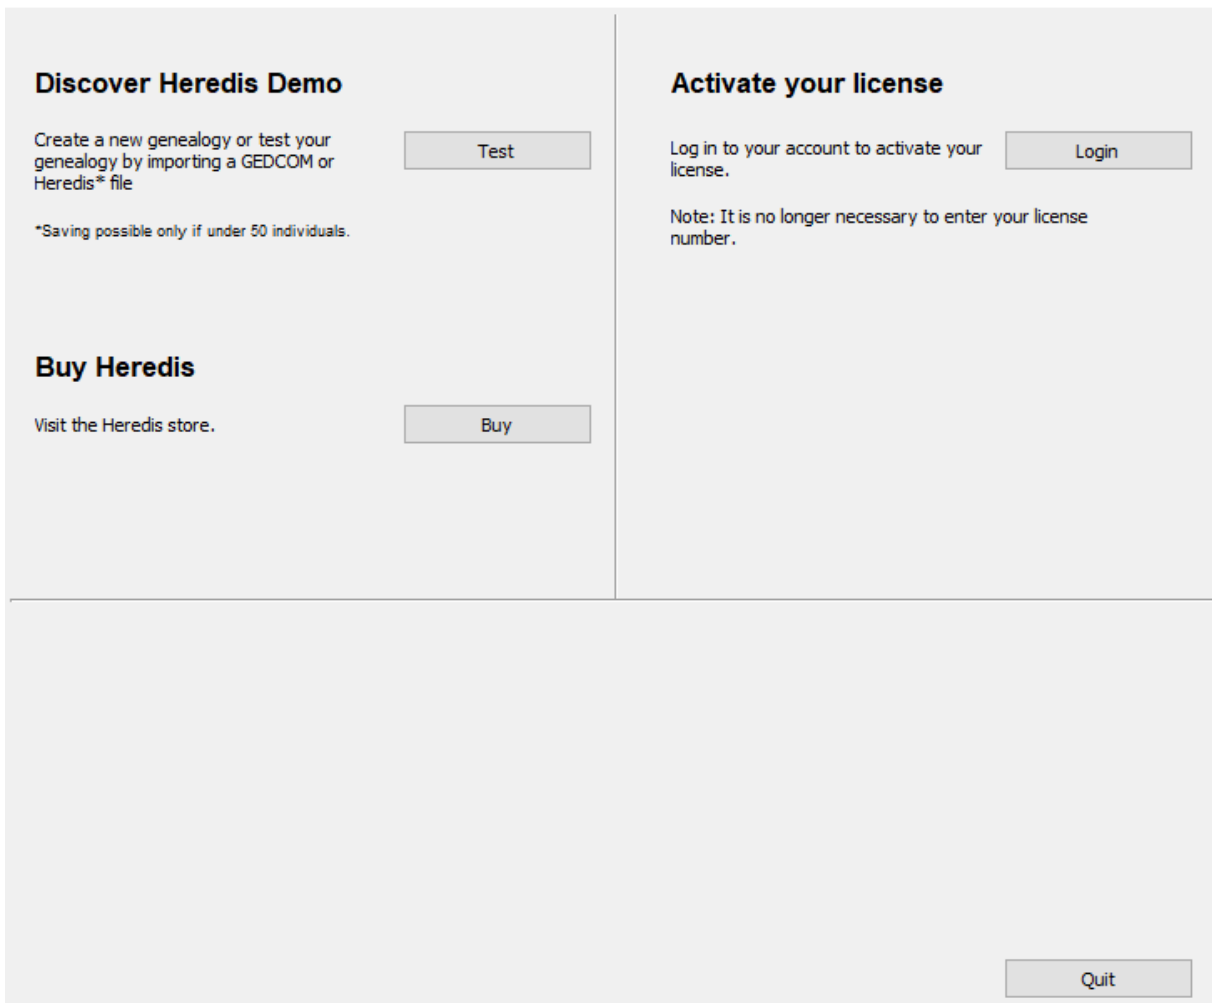 Discover Heredis Demo
Create a new genealogy or test your
genealogy by importing a GEDCOM or
Heredis* file
Test
*Saving possible only if under 50 individuals.
Buy Heredis
Visit the Heredis store.
Buy
Activate your license
Log in to your account to activate your
license.
Login
Note: It is no longer necessary to enter your license
number.
Quit